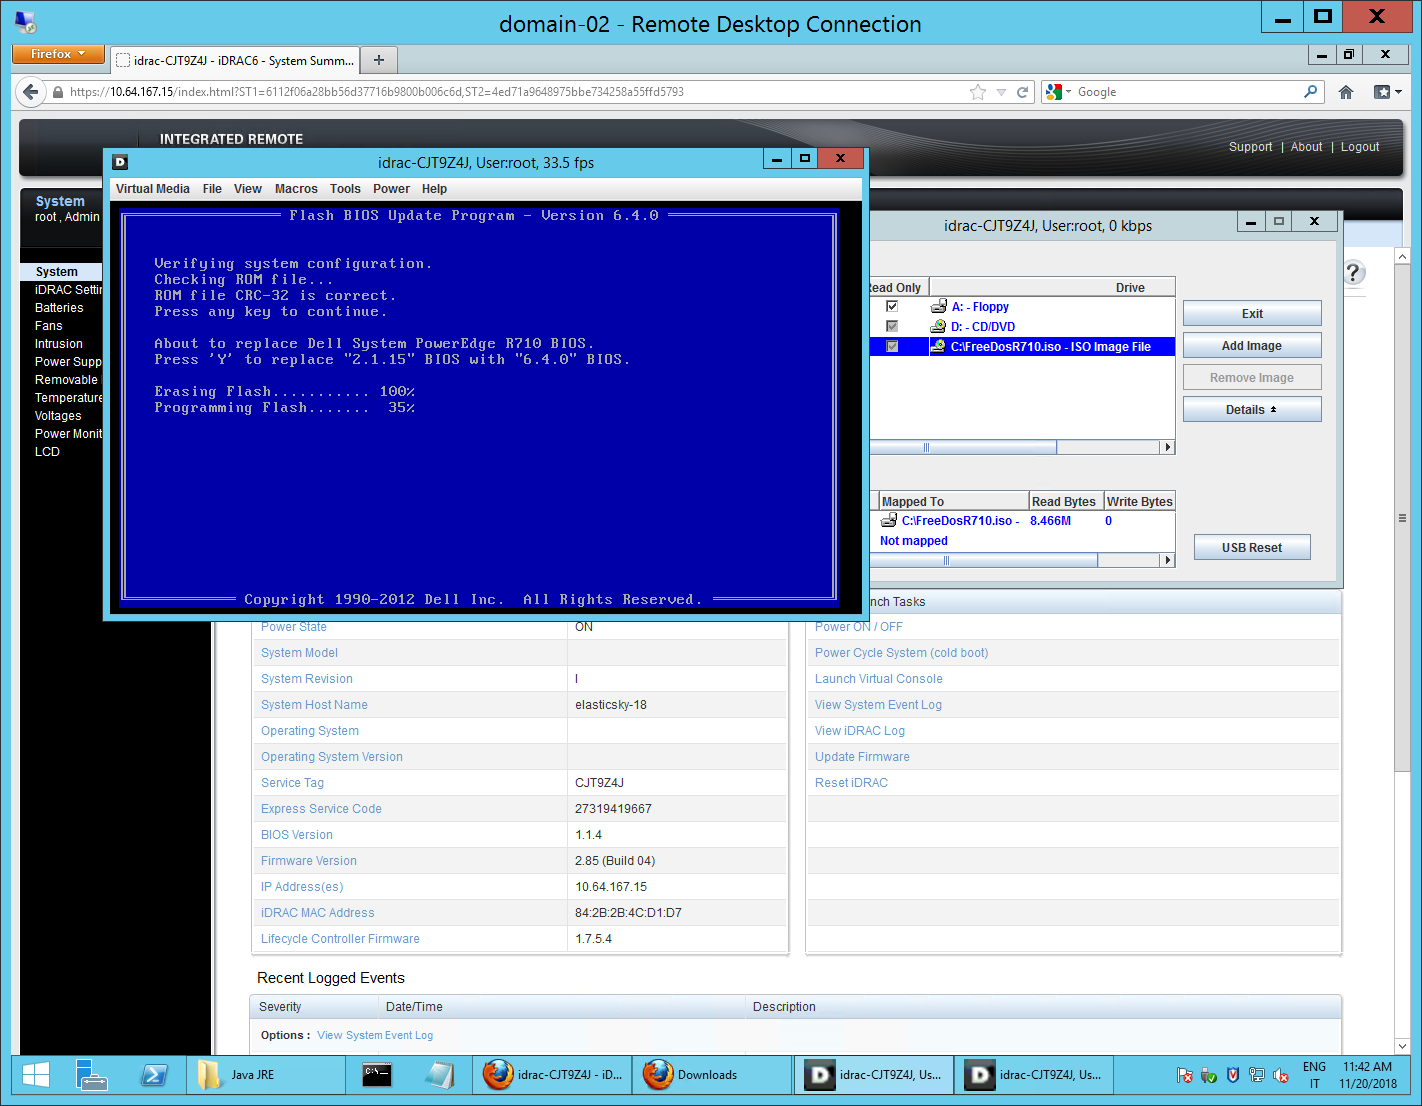 domain-02 - Remote Desktop Connection
Firefox
idrac-CJT9Z4J - iDRAC6 - System Summ...
https://10.64.167.15/index.html?ST1=6112f06a28bb56d37716b9800b006c6d,ST2=4ed71a9648975bbe734258a55ffd5793
Google
INTEGRATED REMOTE
Support | About | Logout
System
root , Admin
System
iDRAC Settin
Batteries
Fans
Intrusion
Power Supp
Removable
Temperature
Voltages
Power Monit
LCD
idrac-CJT9Z4J, User:root, 33.5 fps
Virtual Media File View Macros Tools Power Help
Flash BIOS Update Program - Version 6.4.0
Verifying system configuration.
Checking ROM file...
ROM file CRC-32 is correct.
Press any key to continue.
About to replace Dell System PowerEdge R710 BIOS.
Press 'Y' to replace "2.1.15" BIOS with "6.4.0" BIOS.
Erasing Flash........... 100%
Programming Flash....... 35%
Copyright 1990-2012 Dell Inc. All Rights Reserved.
idrac-CJT9Z4J, User:root, 0 kbps
Read Only Drive
A: - Floppy
D: - CD/DVD
C:\FreeDosR710.iso - ISO Image File
Exit
Add Image
Remove Image
Details
Mapped To Read Bytes Write Bytes
C:\FreeDosR710.iso - 8.466M 0
Not mapped
USB Reset
Power State ON
System Model
System Revision I
System Host Name elasticsky-18
Operating System
Operating System Version
Service Tag CJT9Z4J
Express Service Code 27319419667
BIOS Version 1.1.4
Firmware Version 2.85 (Build 04)
IP Address(es) 10.64.167.15
iDRAC MAC Address 84:2B:2B:4C:D1:D7
Lifecycle Controller Firmware 1.7.5.4
nch Tasks
Power ON / OFF
Power Cycle System (cold boot)
Launch Virtual Console
View System Event Log
View iDRAC Log
Update Firmware
Reset iDRAC
Recent Logged Events
Severity Date/Time Description
Options : View System Event Log
Java JRE
C:\_
idrac-CJT9Z4J - iD...
Downloads
idrac-CJT9Z4J, Us...
idrac-CJT9Z4J, Us...
ENG
IT
11:42 AM
11/20/2018